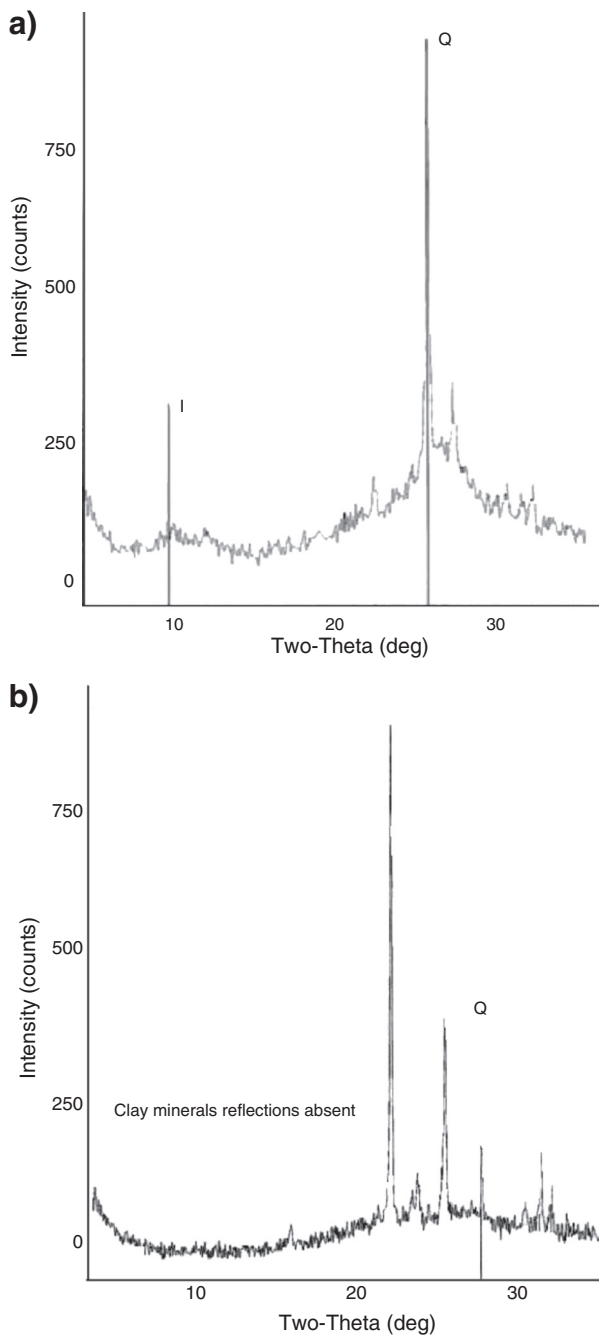 a)
Q
750
Intensity (counts)
500
I
250
0
10 20 30
Two-Theta (deg)
b)
750
Intensity (counts)
500
Q
250
Clay minerals reflections absent
0
10 20 30
Two-Theta (deg)